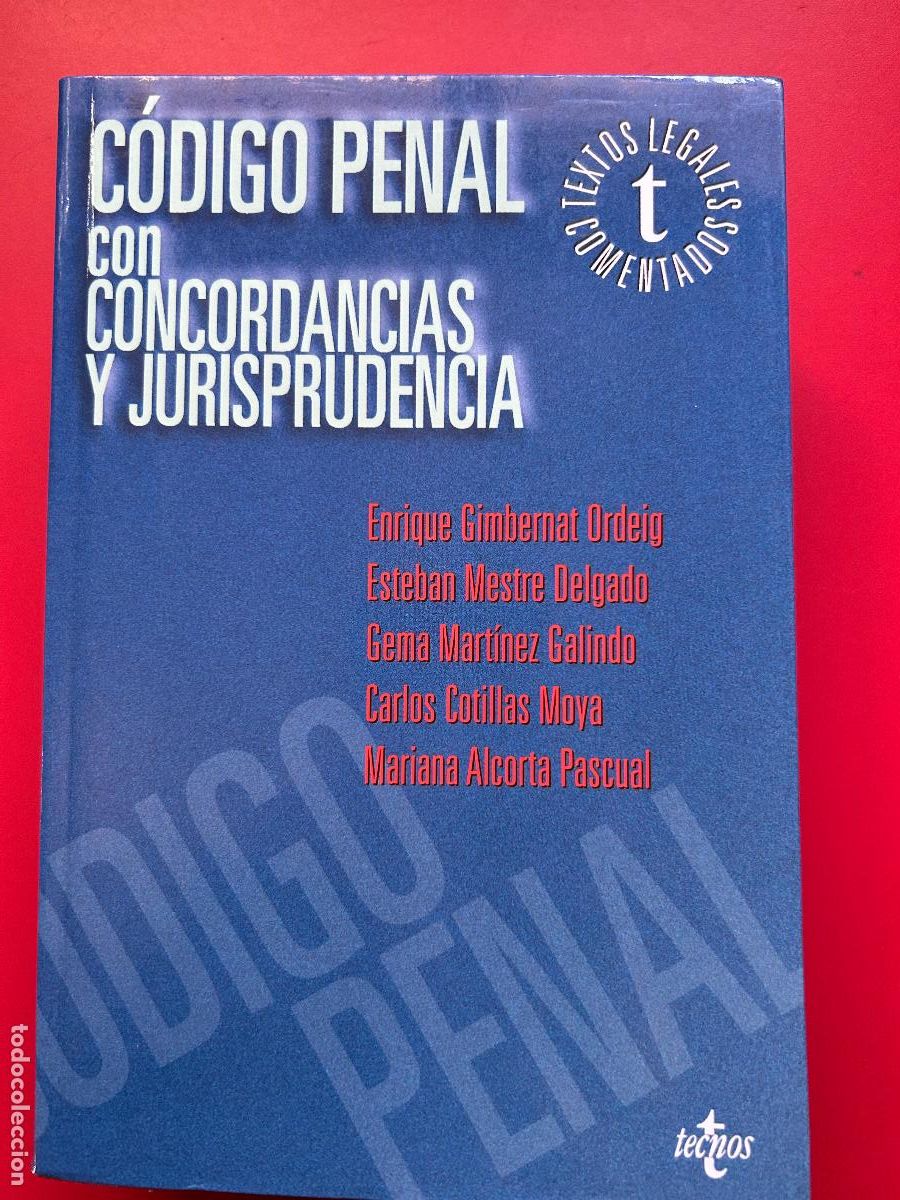 CÓDIGO PENAL
con
CONCORDANCIAS
Y JURISPRUDENCIA
TEXTOS LEGALES
t
COMENTADOS
Enrique Gimbernat Ordeig
Esteban Mestre Delgado
Gema Martínez Galindo
Carlos Cotillas Moya
Mariana Alcorta Pascual
CODIGO
PENAL
tecnos
todocoleccion